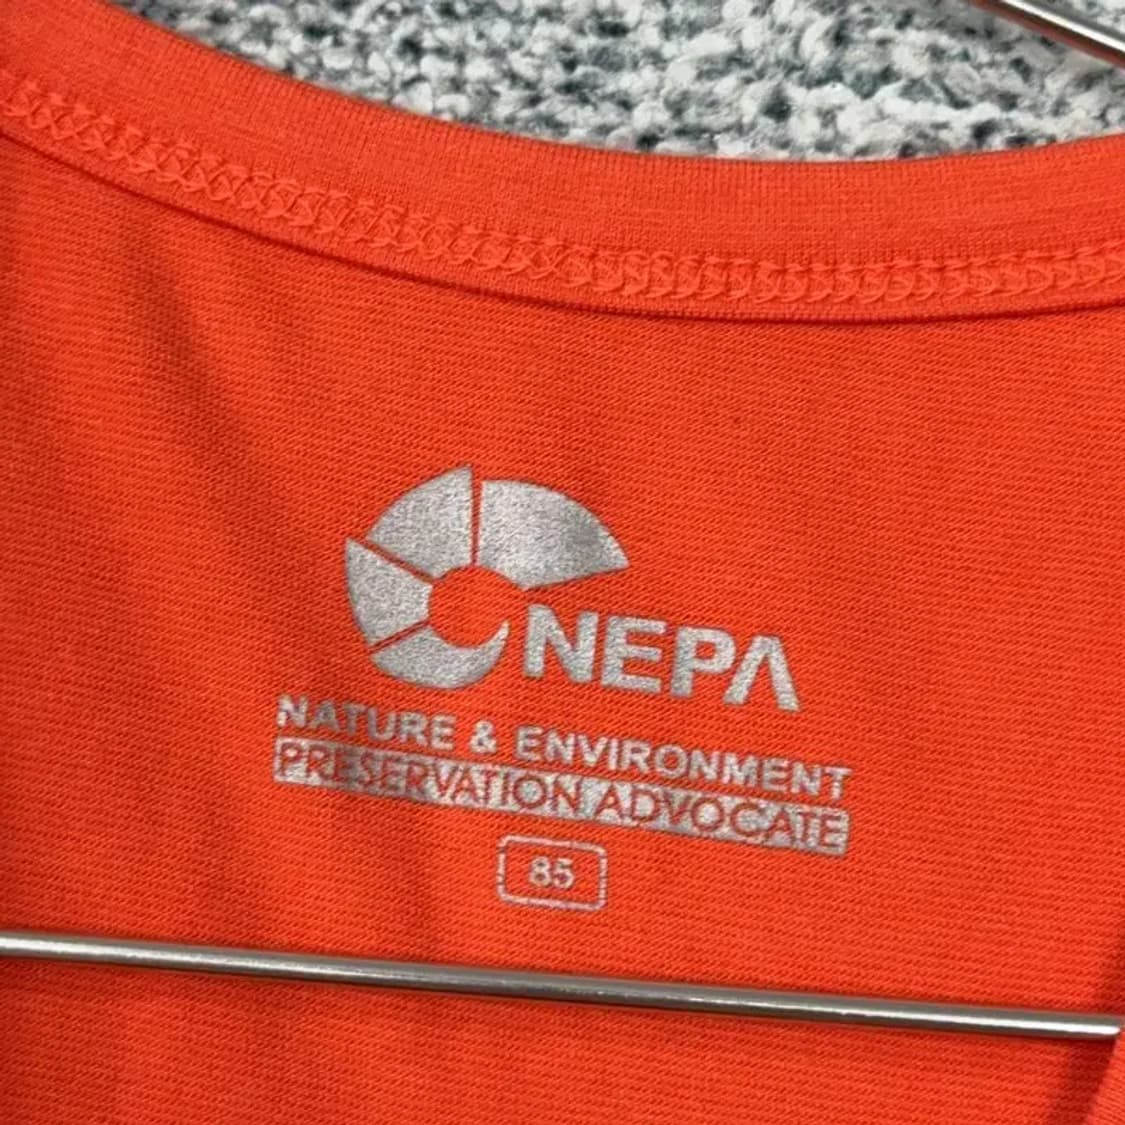 NEPA
NATURE & ENVIRONMENT
PRESERVATION ADVOCATE
85